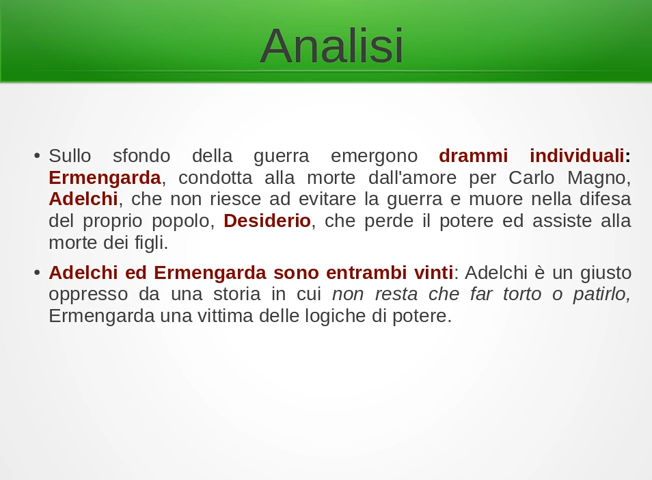 Analisi
• Sullo sfondo della guerra emergono drammi individuali:
Ermengarda, condotta alla morte dall'amore per Carlo Magno,
Adelchi, che non riesce ad evitare la guerra e muore nella difesa
del proprio popolo, Desiderio, che perde il potere ed assiste alla
morte dei figli.
• Adelchi ed Ermengarda sono entrambi vinti: Adelchi è un giusto
oppresso da una storia in cui non resta che far torto o patirlo,
Ermengarda una vittima delle logiche di potere.